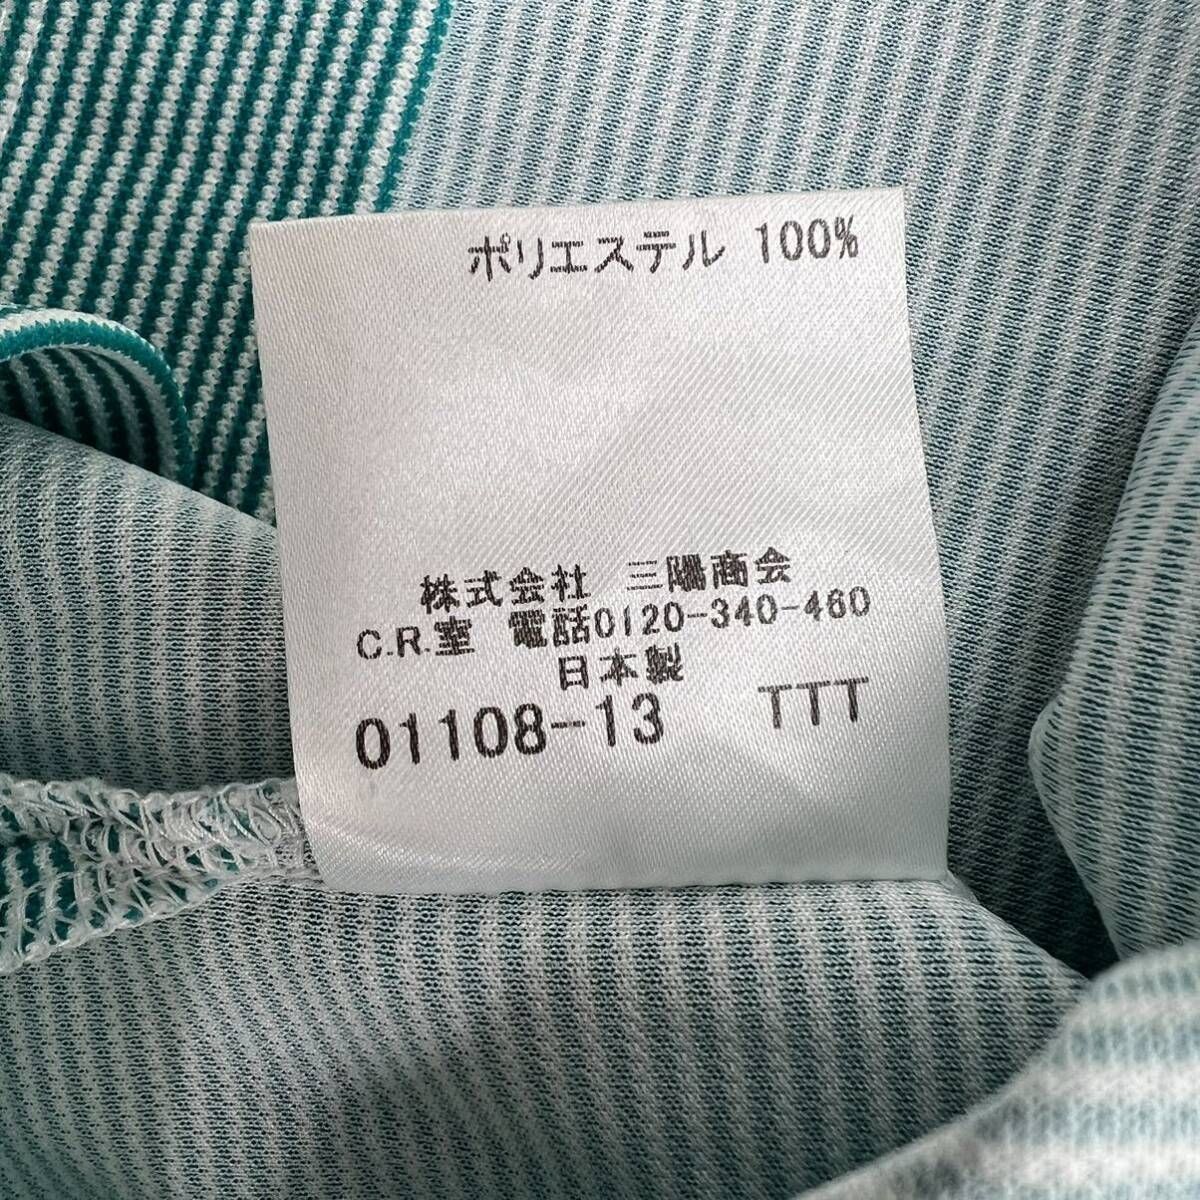 ポリエステル 100%
株式会社 三陽商会
C.R.室 電話0120-340-460
日本製
01108-13 TTT